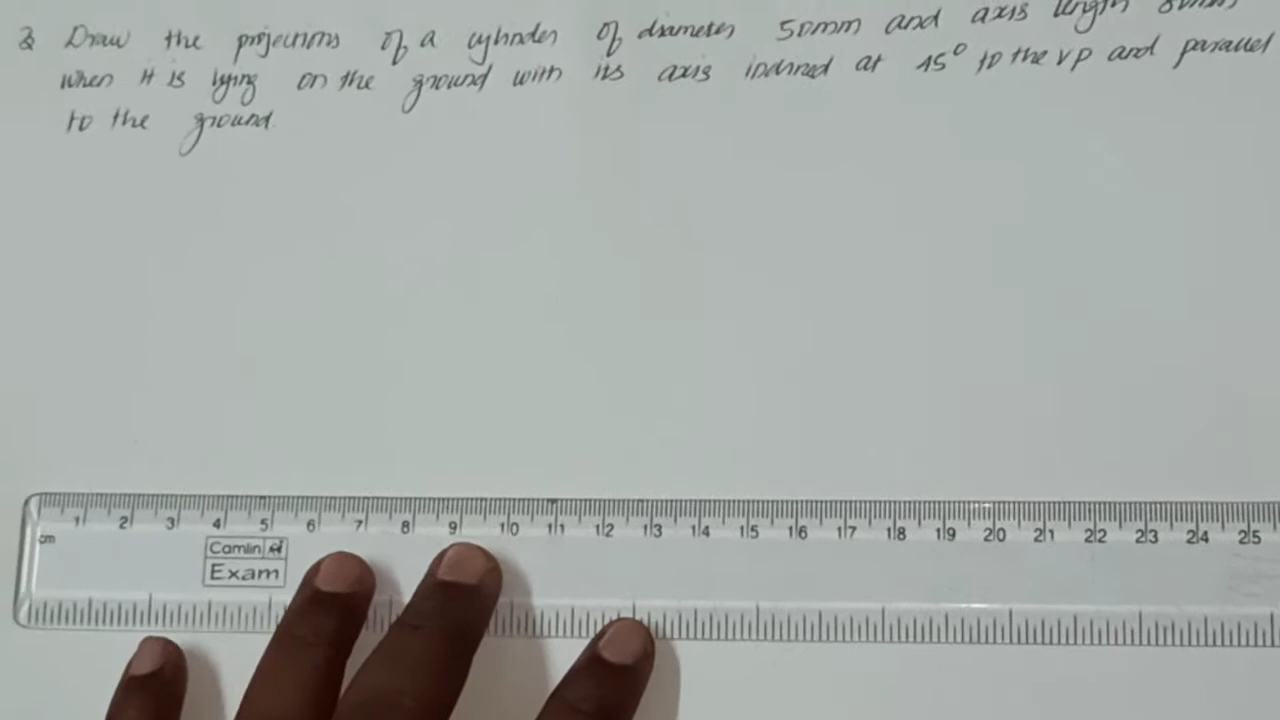 Q Draw the projections of a cylinder of diameter 50mm and axis length 80mm
when it is lying on the ground with its axis inclined at 45° to the VP and parallel
to the ground.
1 2 3 4 5 6 7 8 9 10 11 12 13 14 15 16 17 18 19 20 21 22 23 24 25
cm
Camlin
Exam